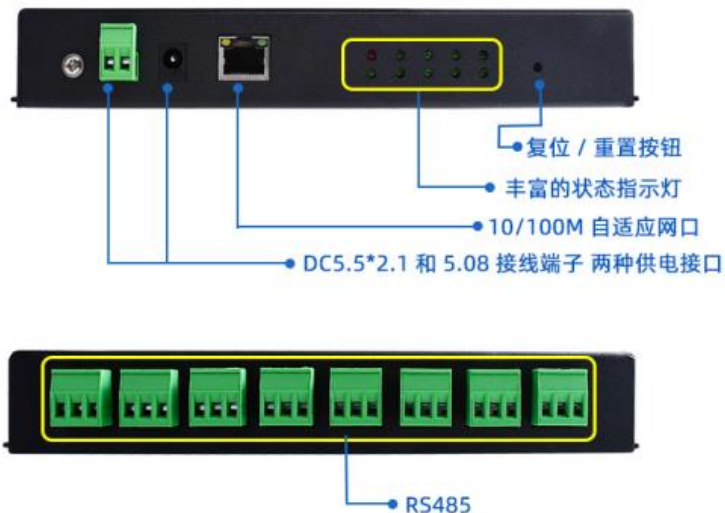 复位 / 重置按钮
丰富的状态指示灯
10/100M 自适应网口
DC5.5*2.1 和 5.08 接线端子 两种供电接口
RS485